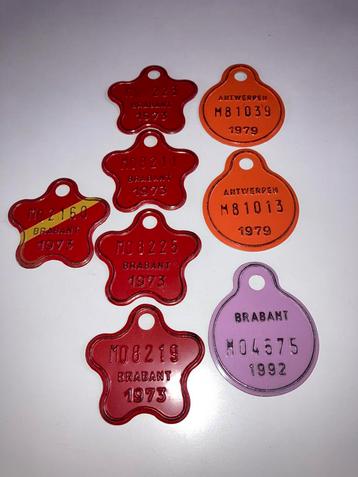 BRABANT
1973
ANTWERPEN
M81039
1979
BRABANT
1973
ANTWERPEN
M81013
1979
M02160
BRABANT
1973
M08225
BRABANT
1973
BRABANT
M04575
1992
M08219
BRABANT
1973